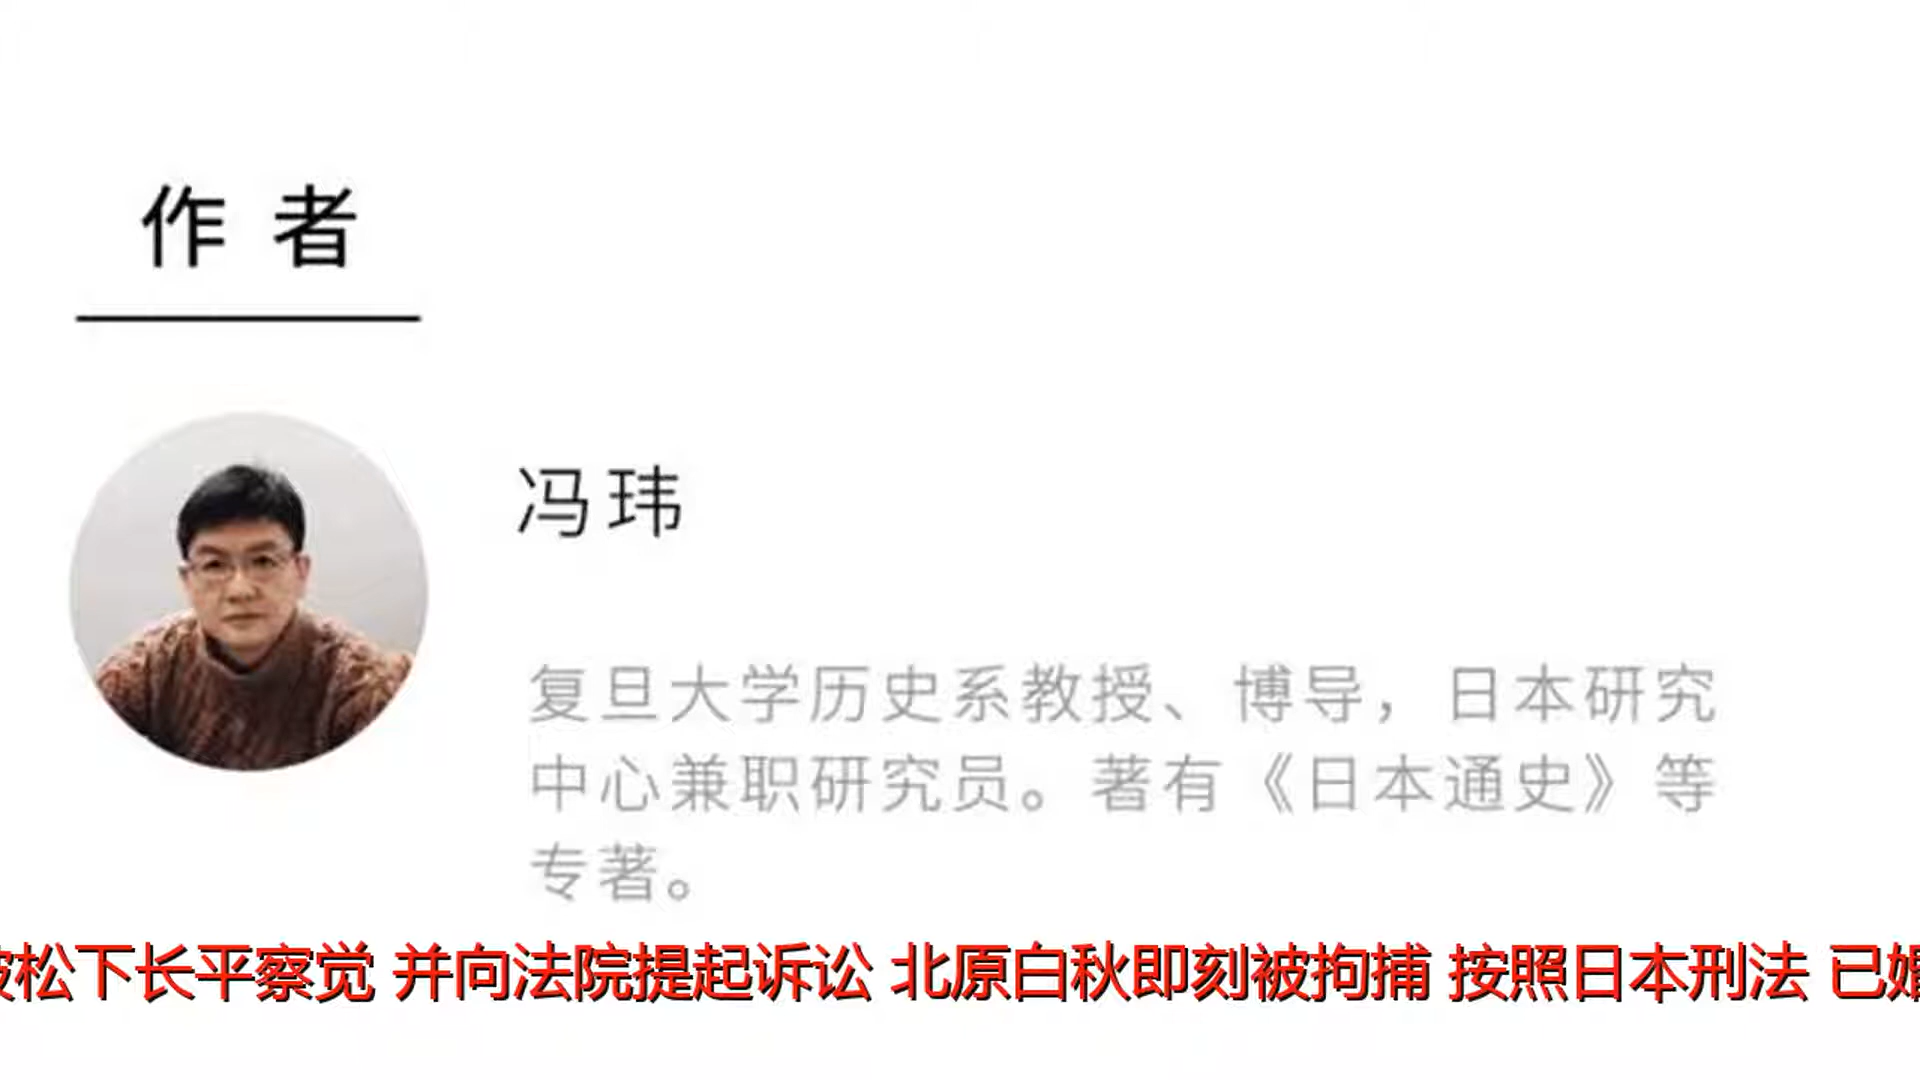 作者
冯玮
复旦大学历史系教授、博导，日本研究
中心兼职研究员。著有《日本通史》等
专著。
被松下长平察觉 并向法院提起诉讼 北原白秋即刻被拘捕 按照日本刑法 已婚